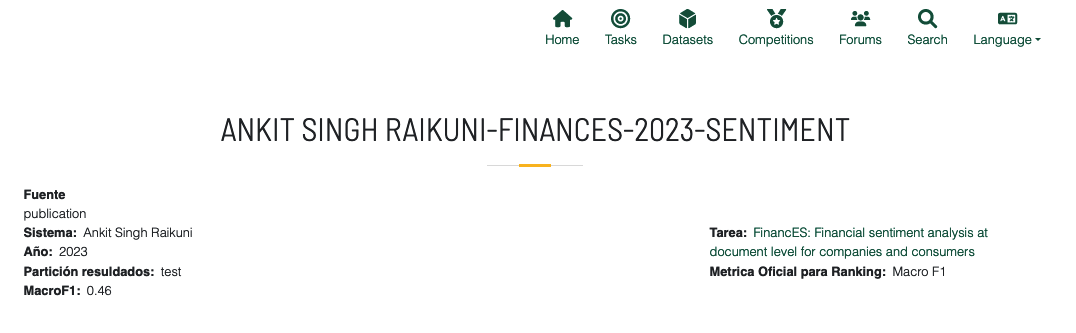 Home Tasks Datasets Competitions Forums Search Language
ANKIT SINGH RAIKUNI-FINANCES-2023-SENTIMENT
Fuente
publication
Sistema: Ankit Singh Raikuni
Año: 2023
Partición resuldados: test
MacroF1: 0.46
Tarea: FinancES: Financial sentiment analysis at
document level for companies and consumers
Metrica Oficial para Ranking: Macro F1